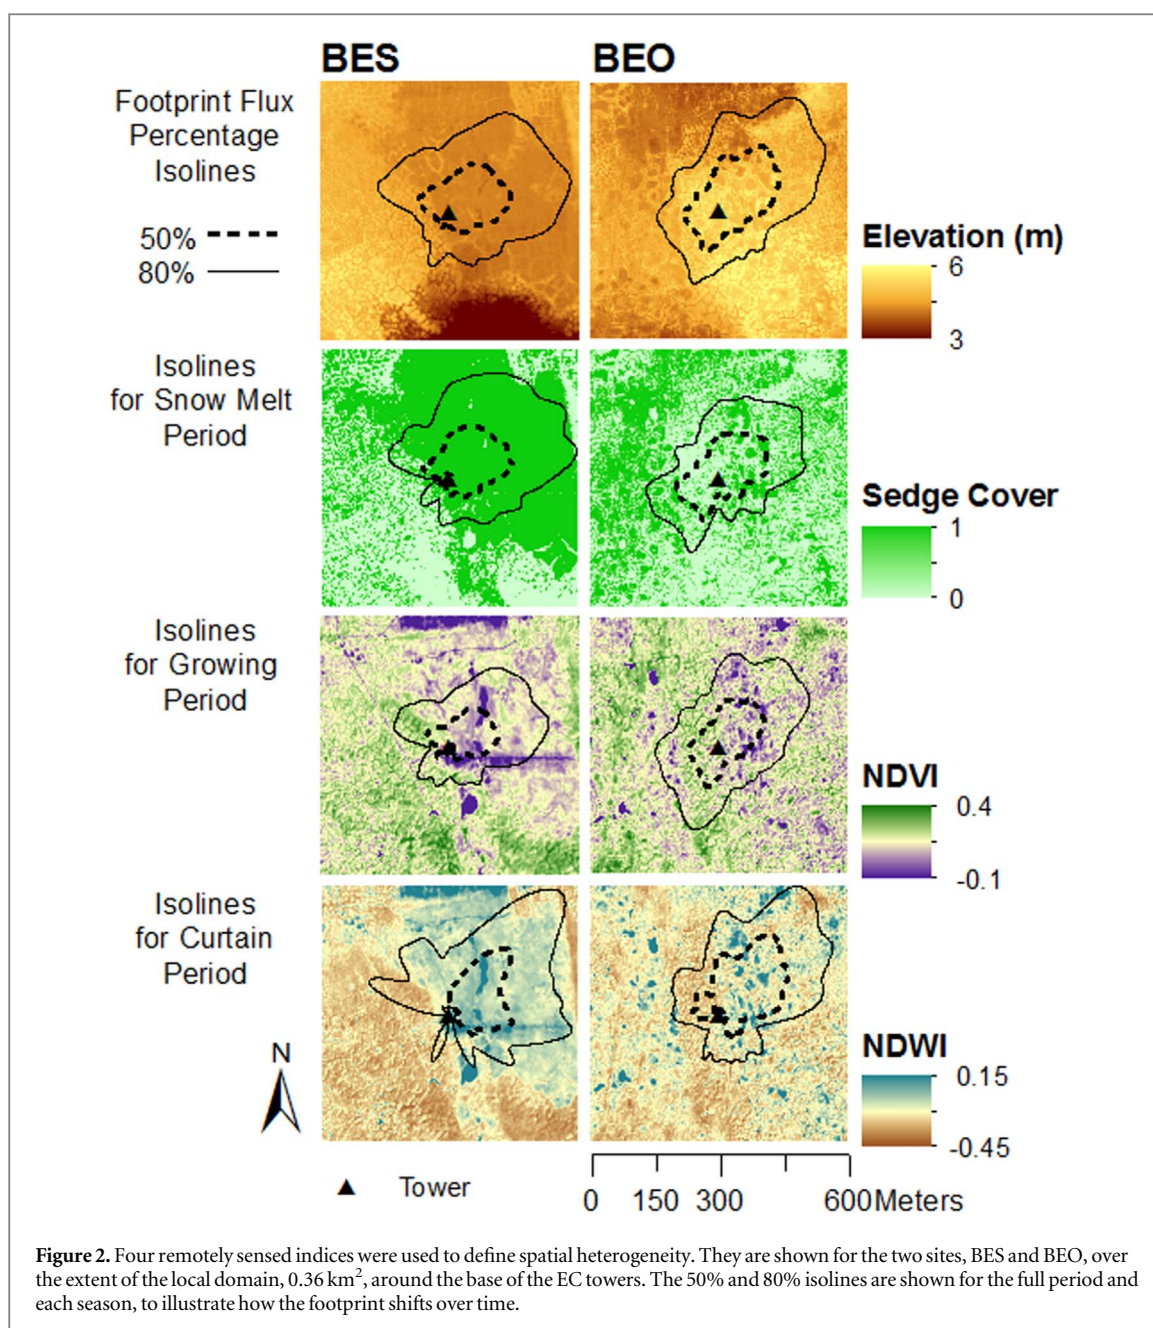 BES BEO
Footprint Flux
Percentage
Isolines
50%
80%
Elevation (m)
6
3
Isolines
for Snow Melt
Period
Sedge Cover
1
0
Isolines
for Growing
Period
NDVI
0.4
-0.1
Isolines
for Curtain
Period
NDWI
0.15
-0.45
N
Tower
0 150 300 600Meters
Figure 2. Four remotely sensed indices were used to define spatial heterogeneity. They are shown for the two sites, BES and BEO, over
the extent of the local domain, 0.36 km², around the base of the EC towers. The 50% and 80% isolines are shown for the full period and
each season, to illustrate how the footprint shifts over time.